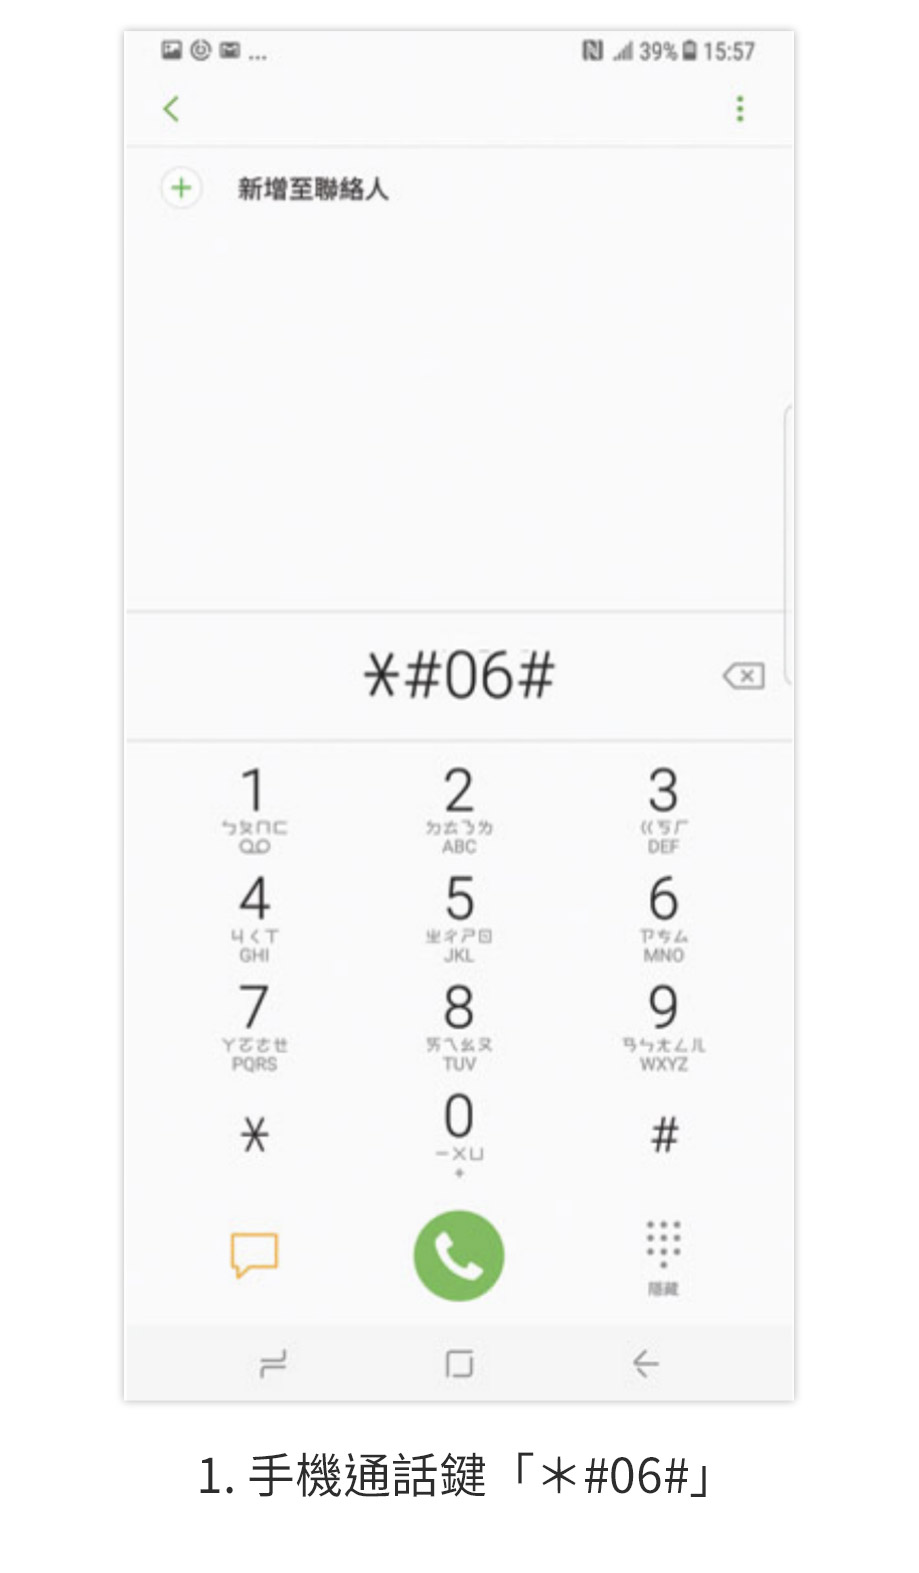 ... 39% 15:57
新增至聯絡人
*#06#
1 2 3
ㄅㄆㄇㄈ ㄉㄊㄋㄌ ㄍㄎㄏ
ABC DEF
4 5 6
ㄐㄑㄒ ㄓㄔㄕㄖ ㄗㄘㄙ
GHI JKL MNO
7 8 9
ㄚㄛㄜㄝ ㄞㄟㄠㄡ ㄢㄣㄤㄥㄦ
PQRS TUV WXYZ
* 0 #
ㄧㄨㄩ
+
隱藏
1. 手機通話鍵「＊#06#」